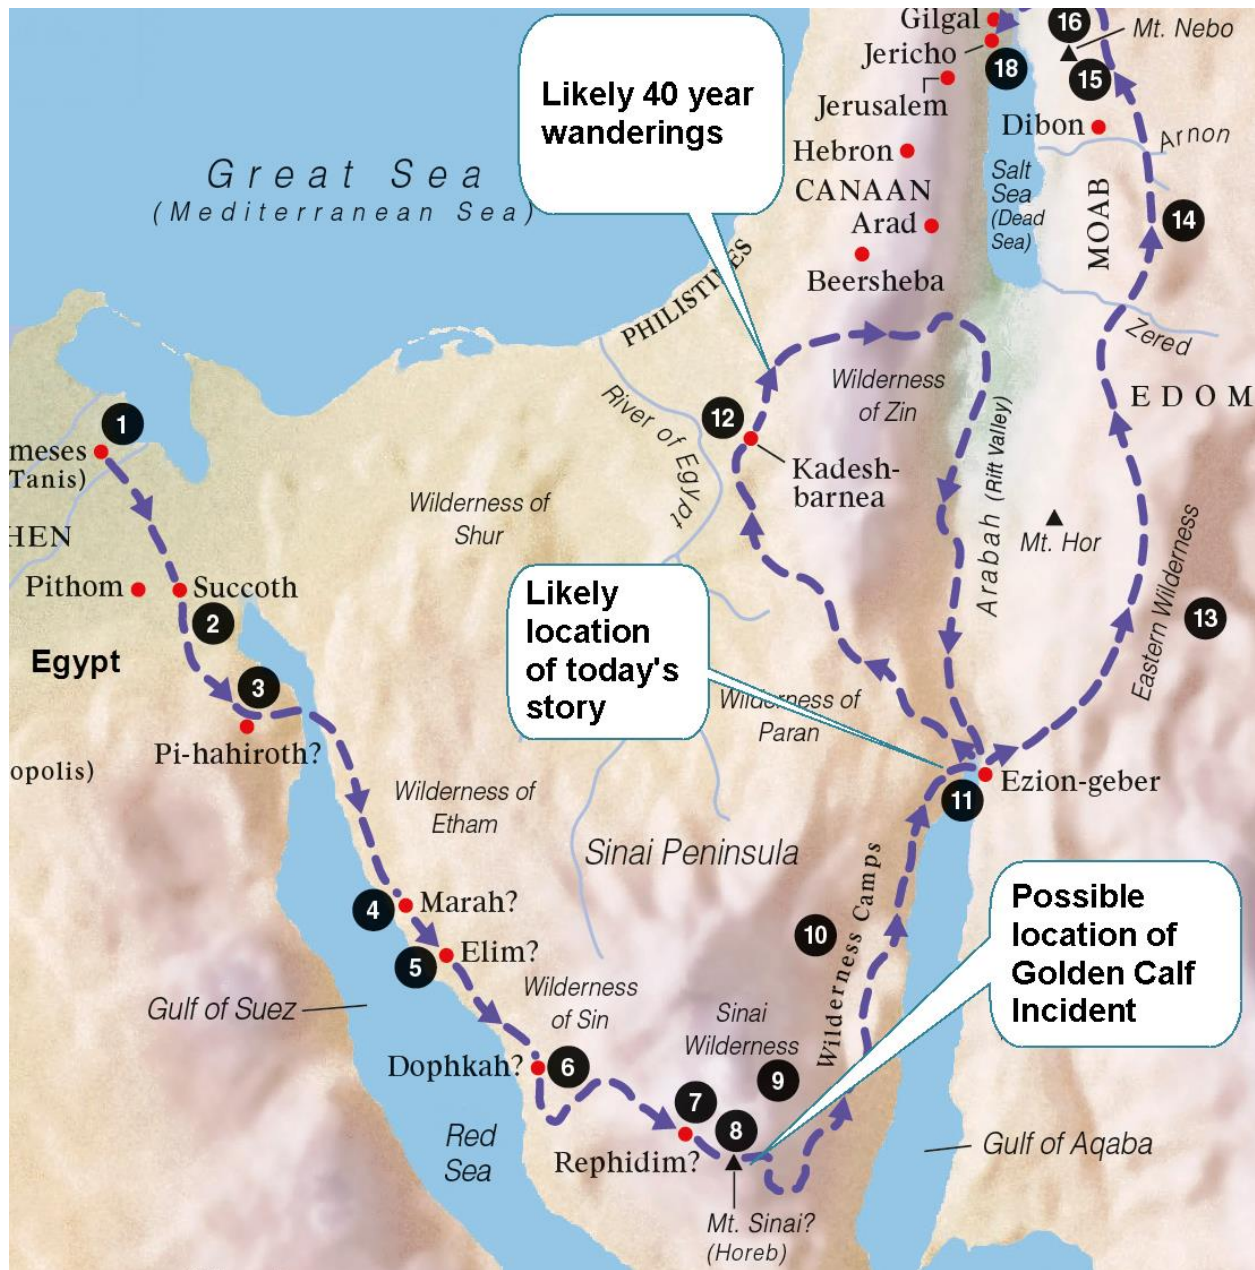 Gilgal
16
Mt. Nebo
Jericho
18
15
Jerusalem
Likely 40 year
wanderings
Dibon
Arnon
Hebron
Great Sea
(Mediterranean Sea)
CANAAN
Salt
Sea
(Dead
Sea)
MOAB
14
Arad
Beersheba
PHILISTINES
Zered
EDOM
Wilderness
of Zin
River of Egypt
12
Kadesh-
barnea
1
meses
Tanis)
HEN
Wilderness of
Shur
Arabah (Rift Valley)
Mt. Hor
Eastern Wilderness
13
Pithom
Succoth
2
Egypt
3
Pi-hahiroth?
opolis)
Likely
location
of today's
story
Wilderness of
Paran
Ezion-geber
11
Wilderness of
Etham
Sinai Peninsula
Wilderness Camps
10
4
Marah?
5
Elim?
Possible
location of
Golden Calf
Incident
Gulf of Suez
Wilderness
of Sin
Sinai
Wilderness
Dophkah?
6
9
7
8
Red
Sea
Rephidim?
Gulf of Aqaba
Mt. Sinai?
(Horeb)